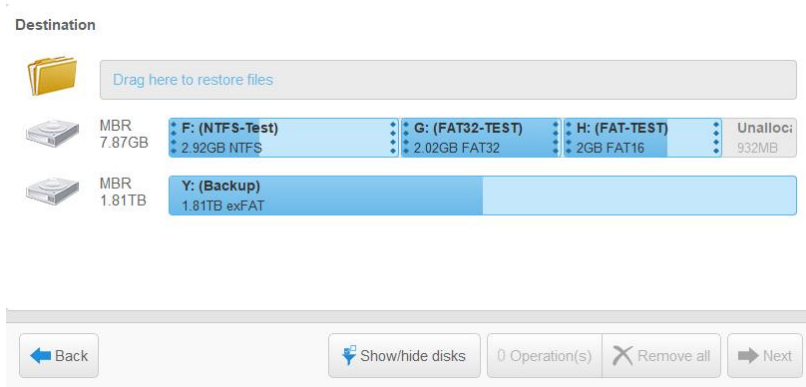 Destination
Drag here to restore files
MBR
7.87GB
F: (NTFS-Test)
2.92GB NTFS
G: (FAT32-TEST)
2.02GB FAT32
H: (FAT-TEST)
2GB FAT16
Unalloca
932MB
MBR
1.81TB
Y: (Backup)
1.81TB exFAT
Back
Show/hide disks
0 Operation(s)
Remove all
Next